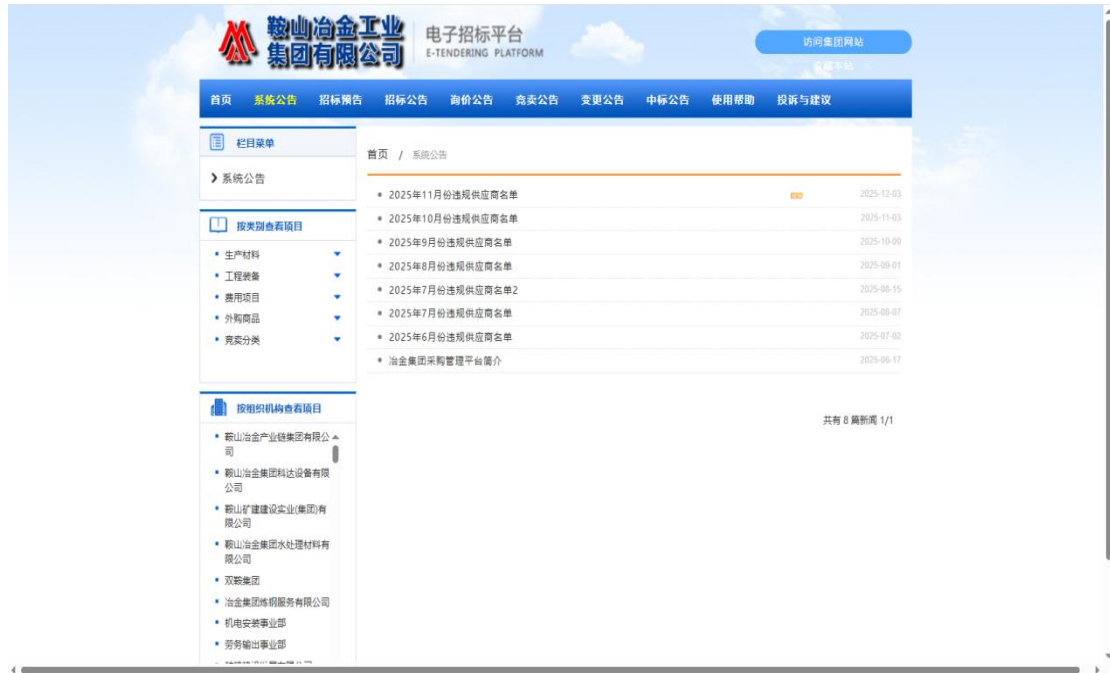 鞍山冶金工业
集团有限公司
电子招标平台
E-TENDERING PLATFORM
访问集团网站
收藏本站
首页 系统公告 招标预告 招标公告 询价公告 竞卖公告 变更公告 中标公告 使用帮助 投诉与建议
栏目菜单
系统公告
按类别查看项目
生产材料
工程装备
费用项目
外购商品
竞卖分类
按组织机构查看项目
鞍山冶金产业链集团有限公
司
鞍山冶金集团科达设备有限
公司
鞍山矿建建设实业(集团)有
限公司
鞍山冶金集团水处理材料有
限公司
双鞍集团
冶金集团炼钢服务有限公司
机电安装事业部
劳务输出事业部
首页 / 系统公告
2025年11月份违规供应商名单 2025-12-03
2025年10月份违规供应商名单 2025-11-03
2025年9月份违规供应商名单 2025-10-09
2025年8月份违规供应商名单 2025-09-01
2025年7月份违规供应商名单2 2025-08-15
2025年7月份违规供应商名单 2025-08-07
2025年6月份违规供应商名单 2025-07-02
冶金集团采购管理平台简介 2025-06-17
共有 8 篇新闻 1/1